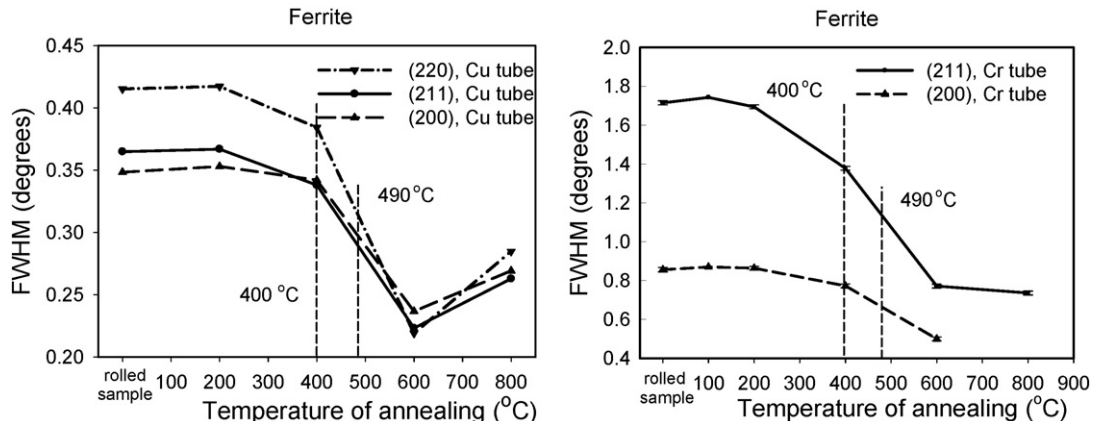 Ferrite
FWHM (degrees)
0.45
0.40
0.35
0.30
0.25
0.20
(220), Cu tube
(211), Cu tube
(200), Cu tube
490 °C
400 °C
rolled
sample
100 200 300 400 500 600 700 800
Temperature of annealing (°C)
Ferrite
FWHM (degrees)
2.0
1.8
1.6
1.4
1.2
1.0
0.8
0.6
0.4
(211), Cr tube
(200), Cr tube
400 °C
490 °C
rolled
sample
100 200 300 400 500 600 700 800 900
Temperature of annealing (°C)